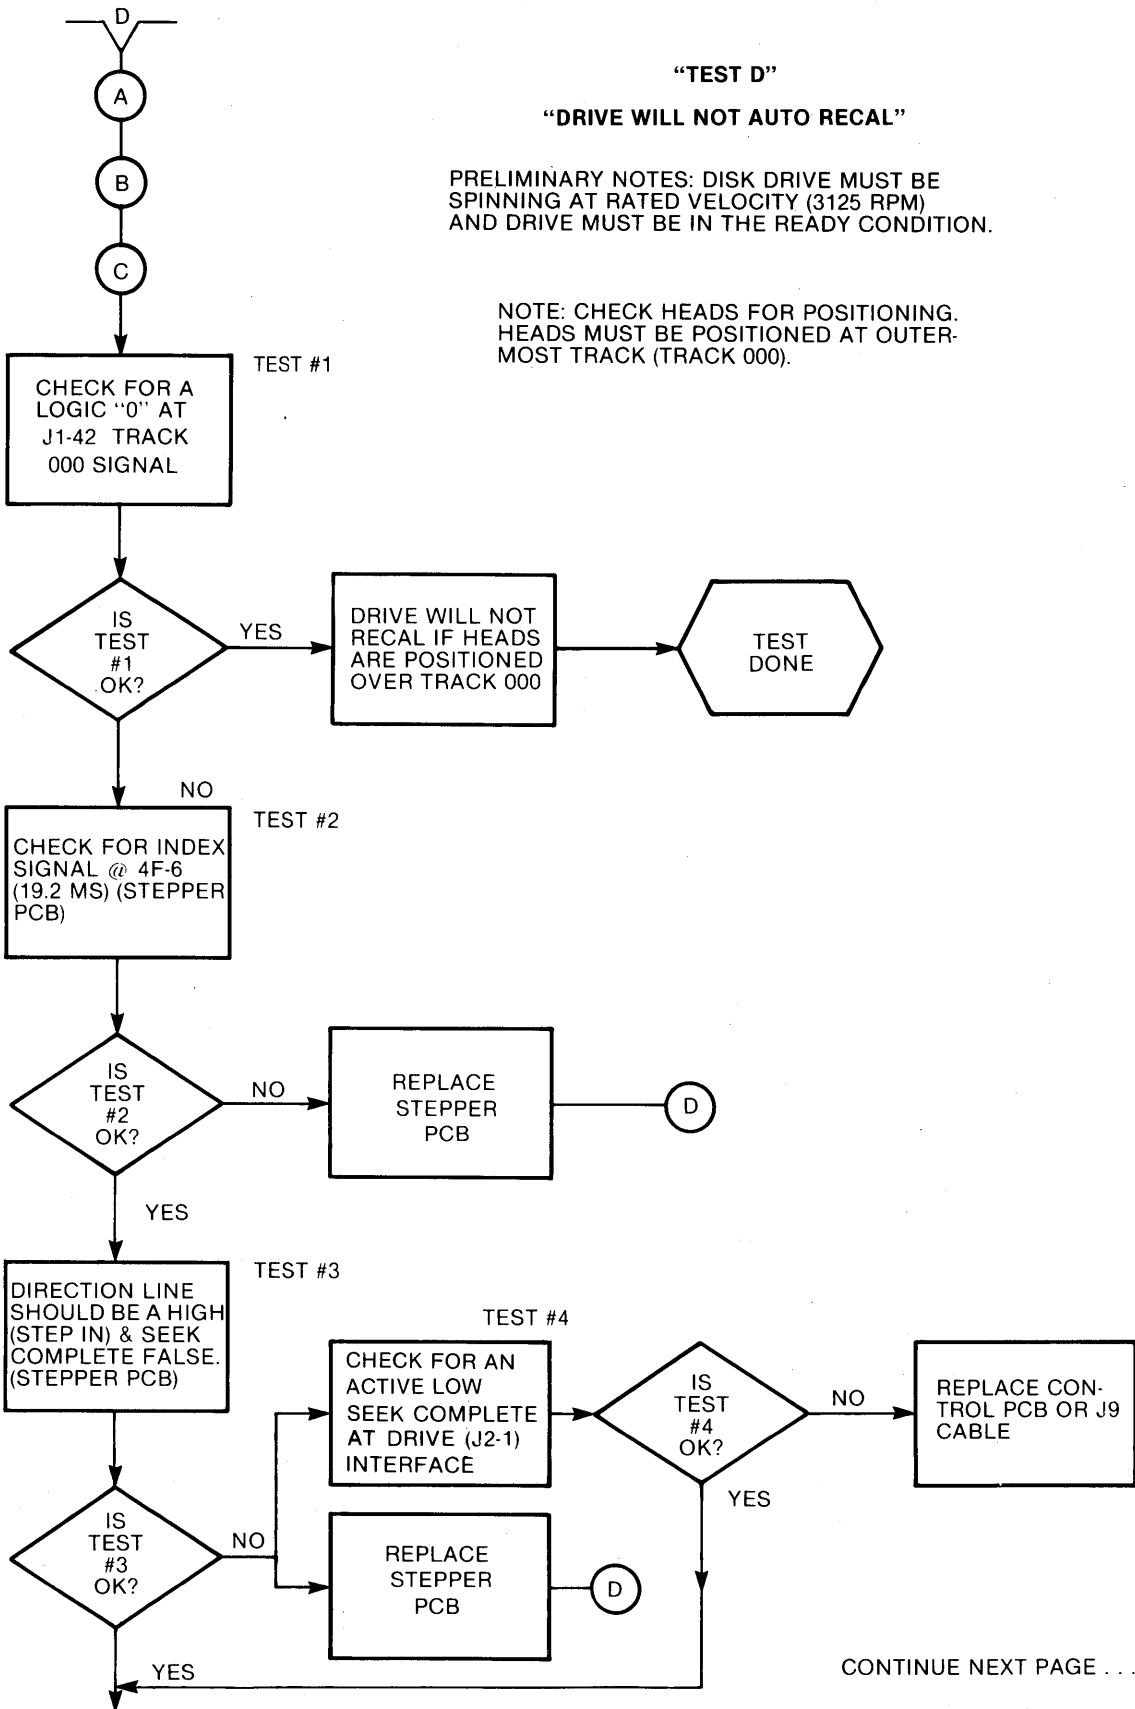 D
"TEST D"
"DRIVE WILL NOT AUTO RECAL"
A
B
C
PRELIMINARY NOTES: DISK DRIVE MUST BE
SPINNING AT RATED VELOCITY (3125 RPM)
AND DRIVE MUST BE IN THE READY CONDITION.
NOTE: CHECK HEADS FOR POSITIONING.
HEADS MUST BE POSITIONED AT OUTER-
MOST TRACK (TRACK 000).
TEST #1
CHECK FOR A
LOGIC "0" AT
J1-42 TRACK
000 SIGNAL
IS
TEST
#1
OK?
YES
DRIVE WILL NOT
RECAL IF HEADS
ARE POSITIONED
OVER TRACK 000
TEST
DONE
NO
TEST #2
CHECK FOR INDEX
SIGNAL @ 4F-6
(19.2 MS) (STEPPER
PCB)
IS
TEST
#2
OK?
NO
REPLACE
STEPPER
PCB
D
YES
TEST #3
DIRECTION LINE
SHOULD BE A HIGH
(STEP IN) & SEEK
COMPLETE FALSE.
(STEPPER PCB)
TEST #4
CHECK FOR AN
ACTIVE LOW
SEEK COMPLETE
AT DRIVE (J2-1)
INTERFACE
IS
TEST
#4
OK?
NO
REPLACE CON-
TROL PCB OR J9
CABLE
YES
IS
TEST
#3
OK?
NO
REPLACE
STEPPER
PCB
D
YES
CONTINUE NEXT PAGE . . .